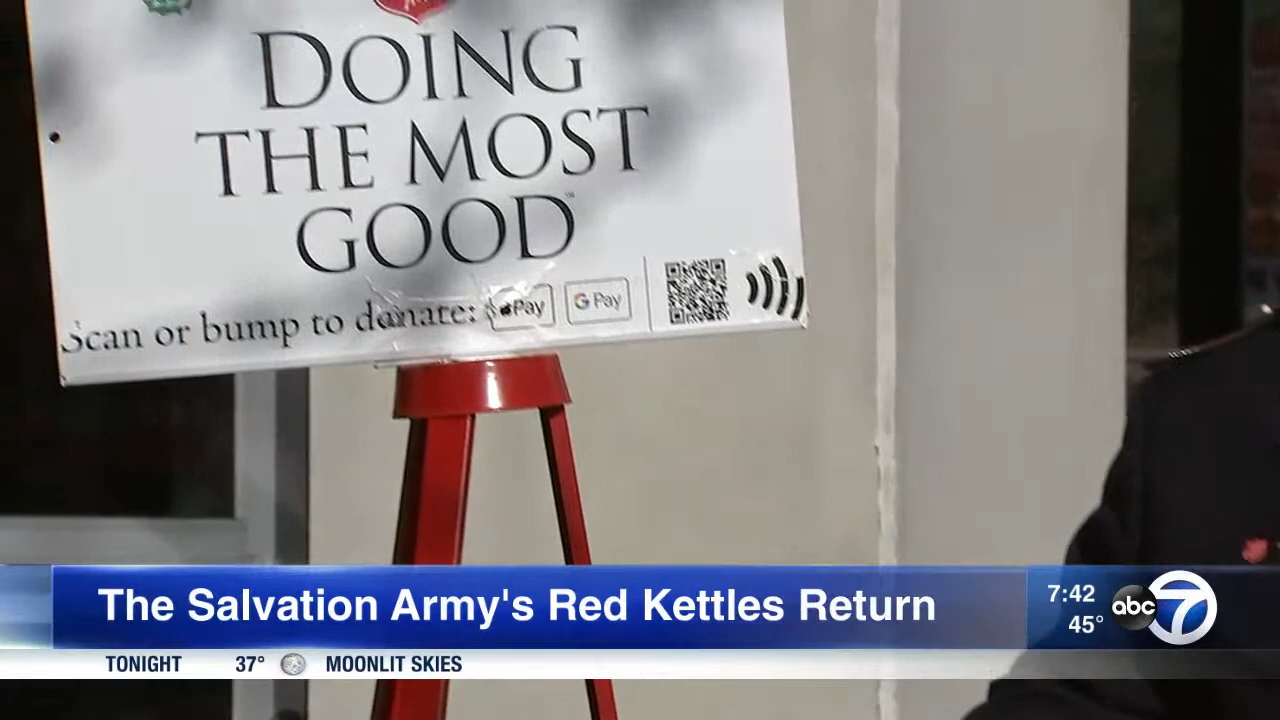 DOING
THE MOST
GOOD™
Scan or bump to donate: Pay G Pay
The Salvation Army's Red Kettles Return
7:42
45°
abc 7
TONIGHT 37° MOONLIT SKIES